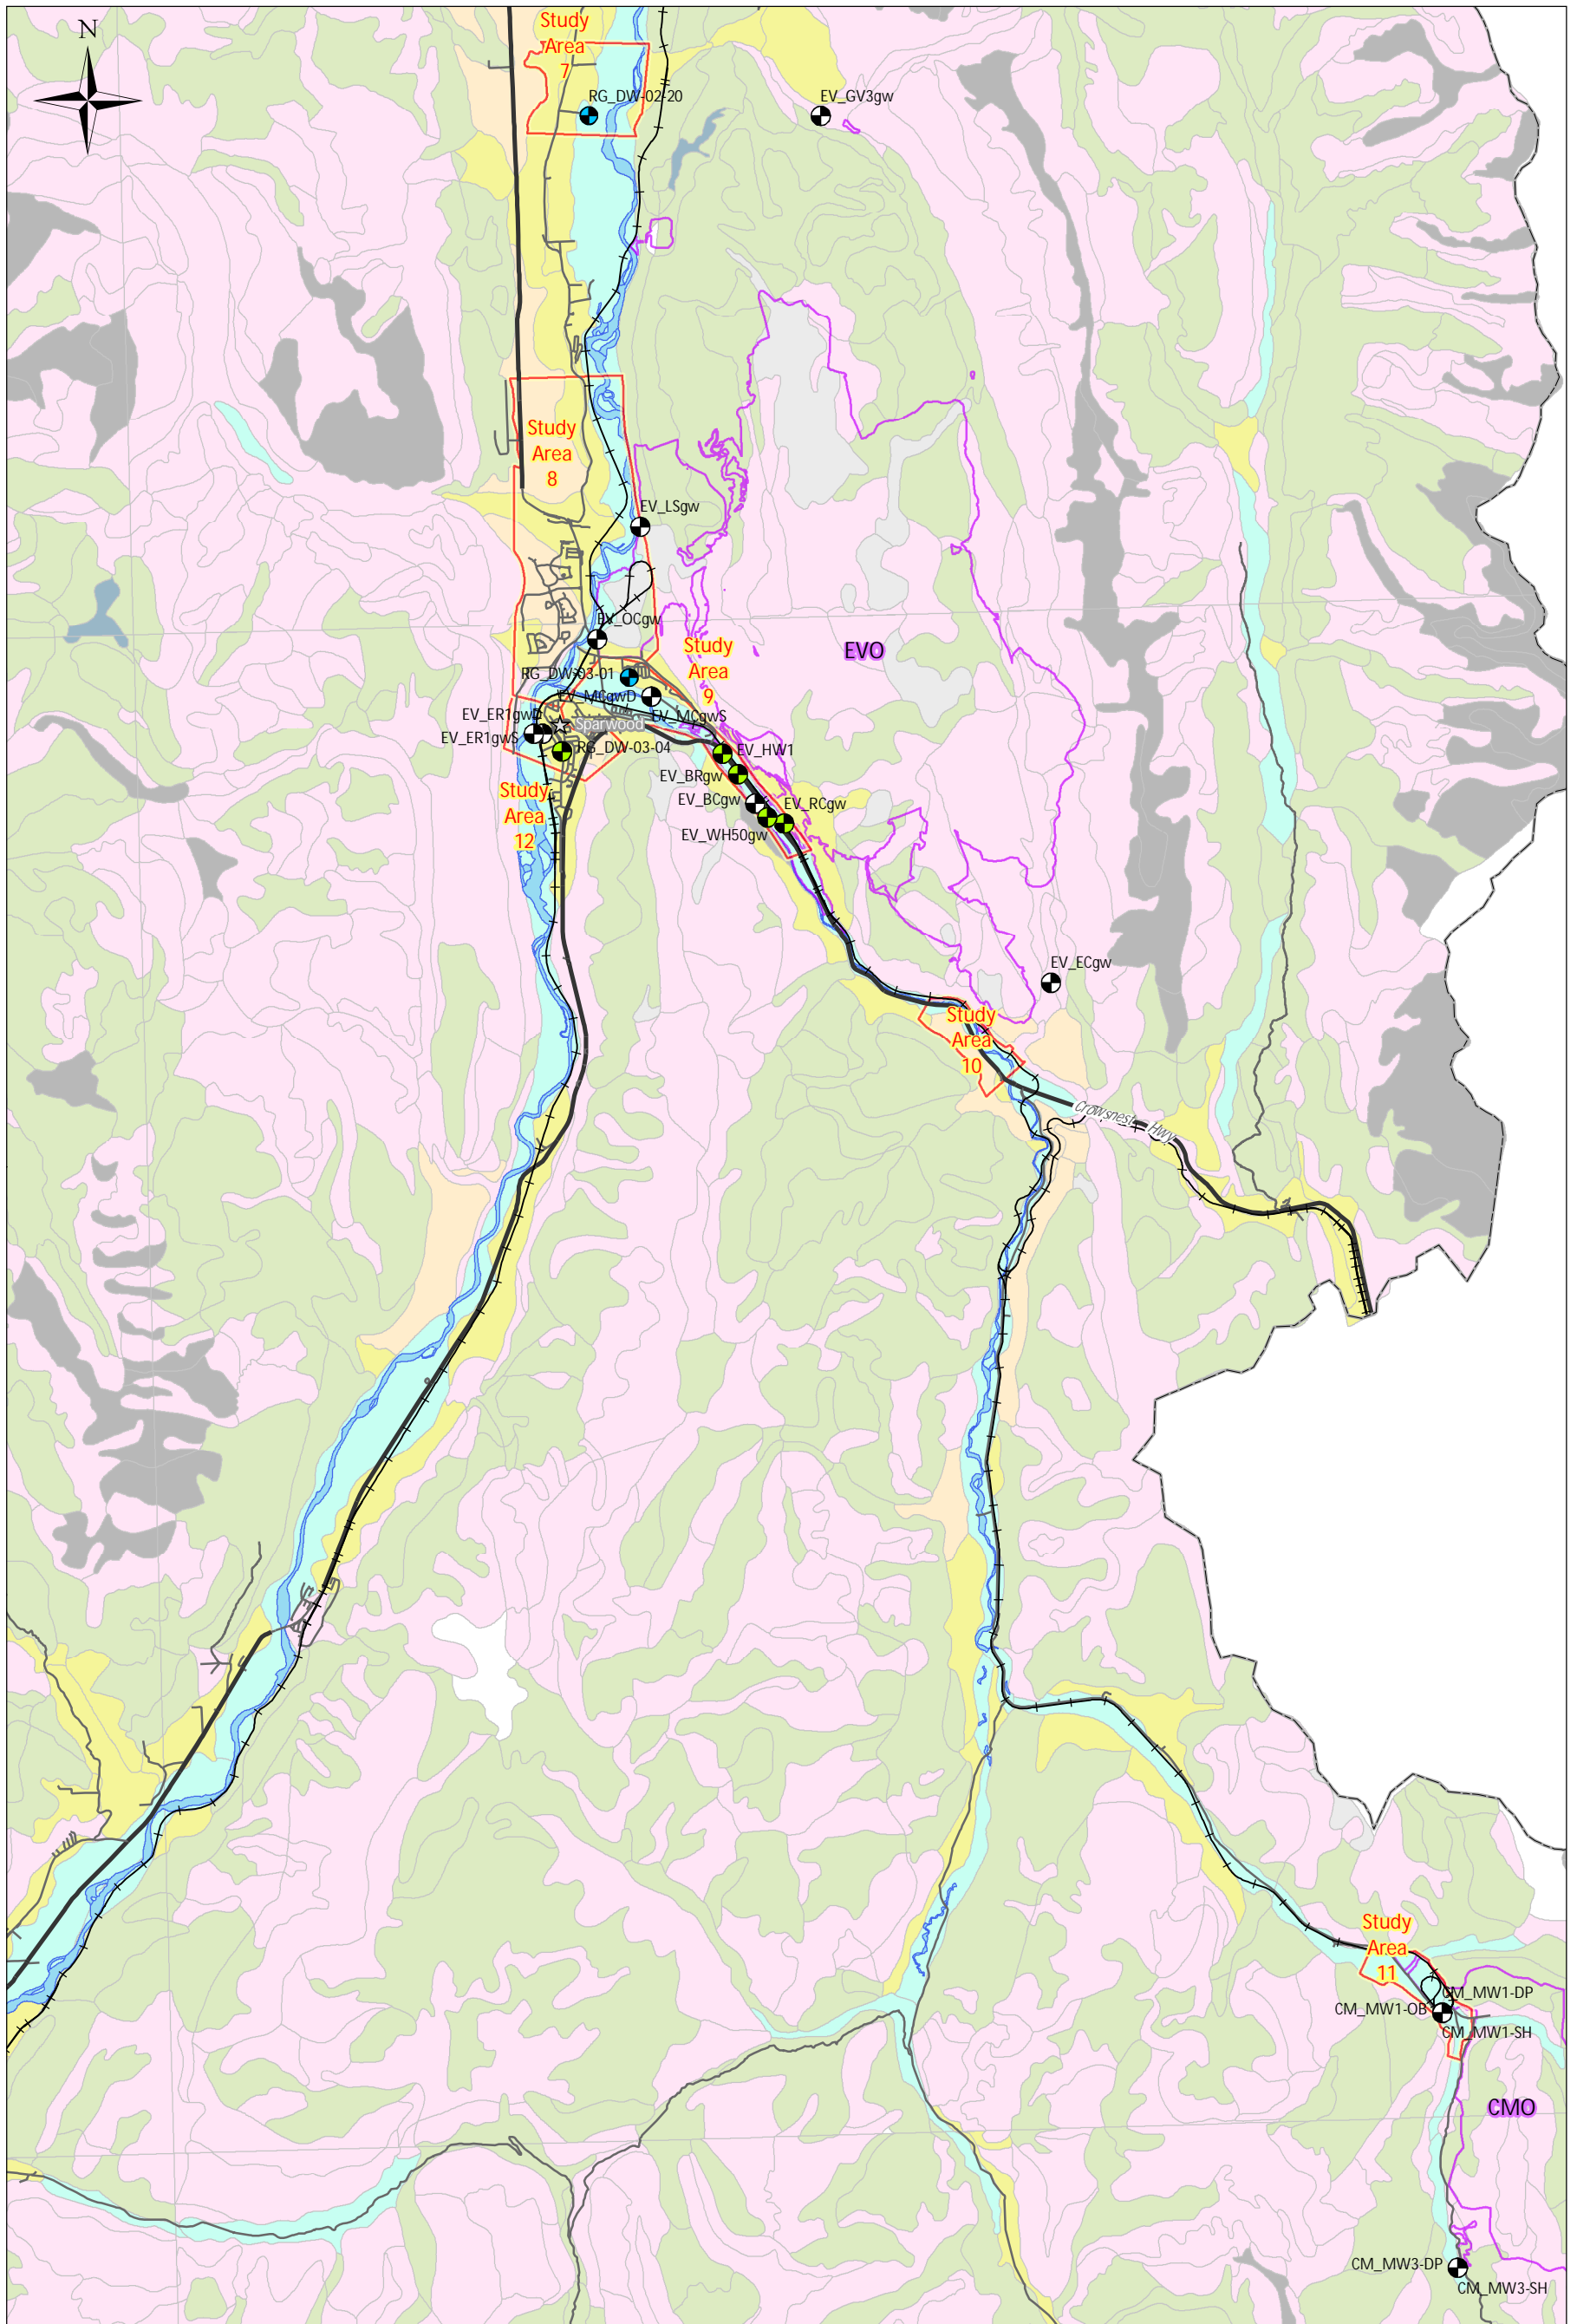 N
Study
Area
7
RG_DW-02-20
EV_GV3gw
Study
Area
8
EV_LSgw
EV_OCgw
Study
Area
9
EVO
RG_DW-03-01
EV_MCgwD
EV_MCgwS
EV_ER1gwD
Sparwood
EV_ER1gwS
RG_DW-03-04
EV_HW1
EV_BRgw
EV_BCgw
EV_RCgw
EV_WH50gw
Study
Area
12
EV_ECgw
Study
Area
10
Crowsnest Hwy
Study
Area
11
CM_MW1-DP
CM_MW1-OB
CM_MW1-SH
CMO
CM_MW3-DP
CM_MW3-SH